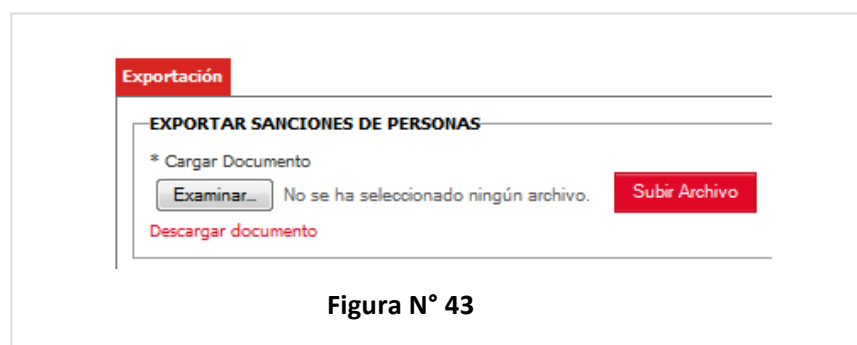 Exportación
EXPORTAR SANCIONES DE PERSONAS
* Cargar Documento
Examinar... No se ha seleccionado ningún archivo. Subir Archivo
Descargar documento
Figura N° 43